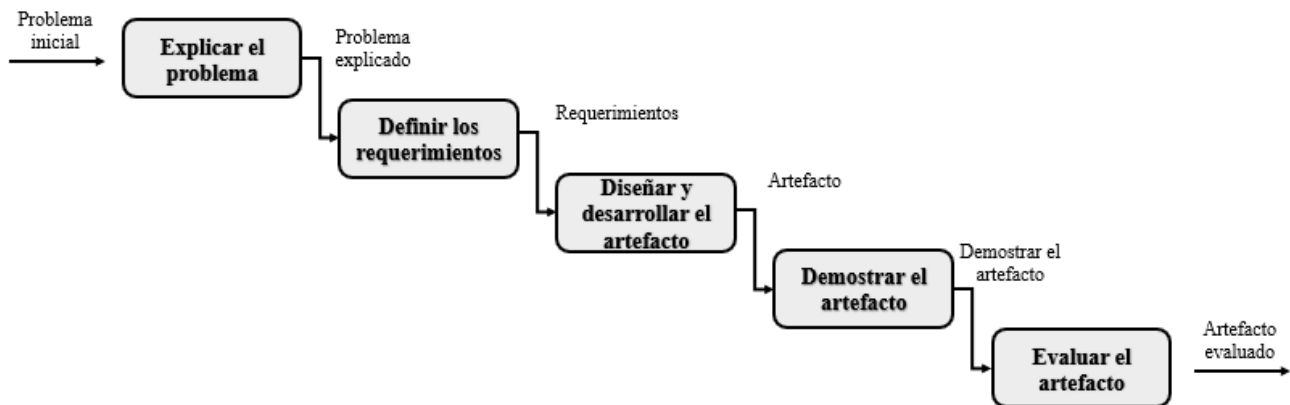 Problema
inicial
Explicar el
problema
Problema
explicado
Definir los
requerimientos
Requerimientos
Diseñar y
desarrollar el
artefacto
Artefacto
Demostrar el
artefacto
Demostrar el
artefacto
Evaluar el
artefacto
Artefacto
evaluado